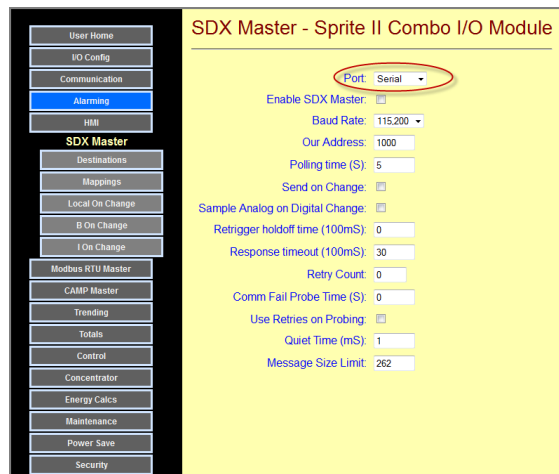 User Home
I/O Config
Communication
Alarming
HMI
SDX Master
Destinations
Mappings
Local On Change
B On Change
I On Change
Modbus RTU Master
CAMP Master
Trending
Totals
Control
Concentrator
Energy Calcs
Maintenance
Power Save
Security
SDX Master - Sprite II Combo I/O Module
Port: Serial
Enable SDX Master:
Baud Rate: 115,200
Our Address: 1000
Polling time (S): 5
Send on Change:
Sample Analog on Digital Change:
Retrigger holdoff time (100mS): 0
Response timeout (100mS): 30
Retry Count: 0
Comm Fail Probe Time (S): 0
Use Retries on Probing:
Quiet Time (mS): 1
Message Size Limit: 262